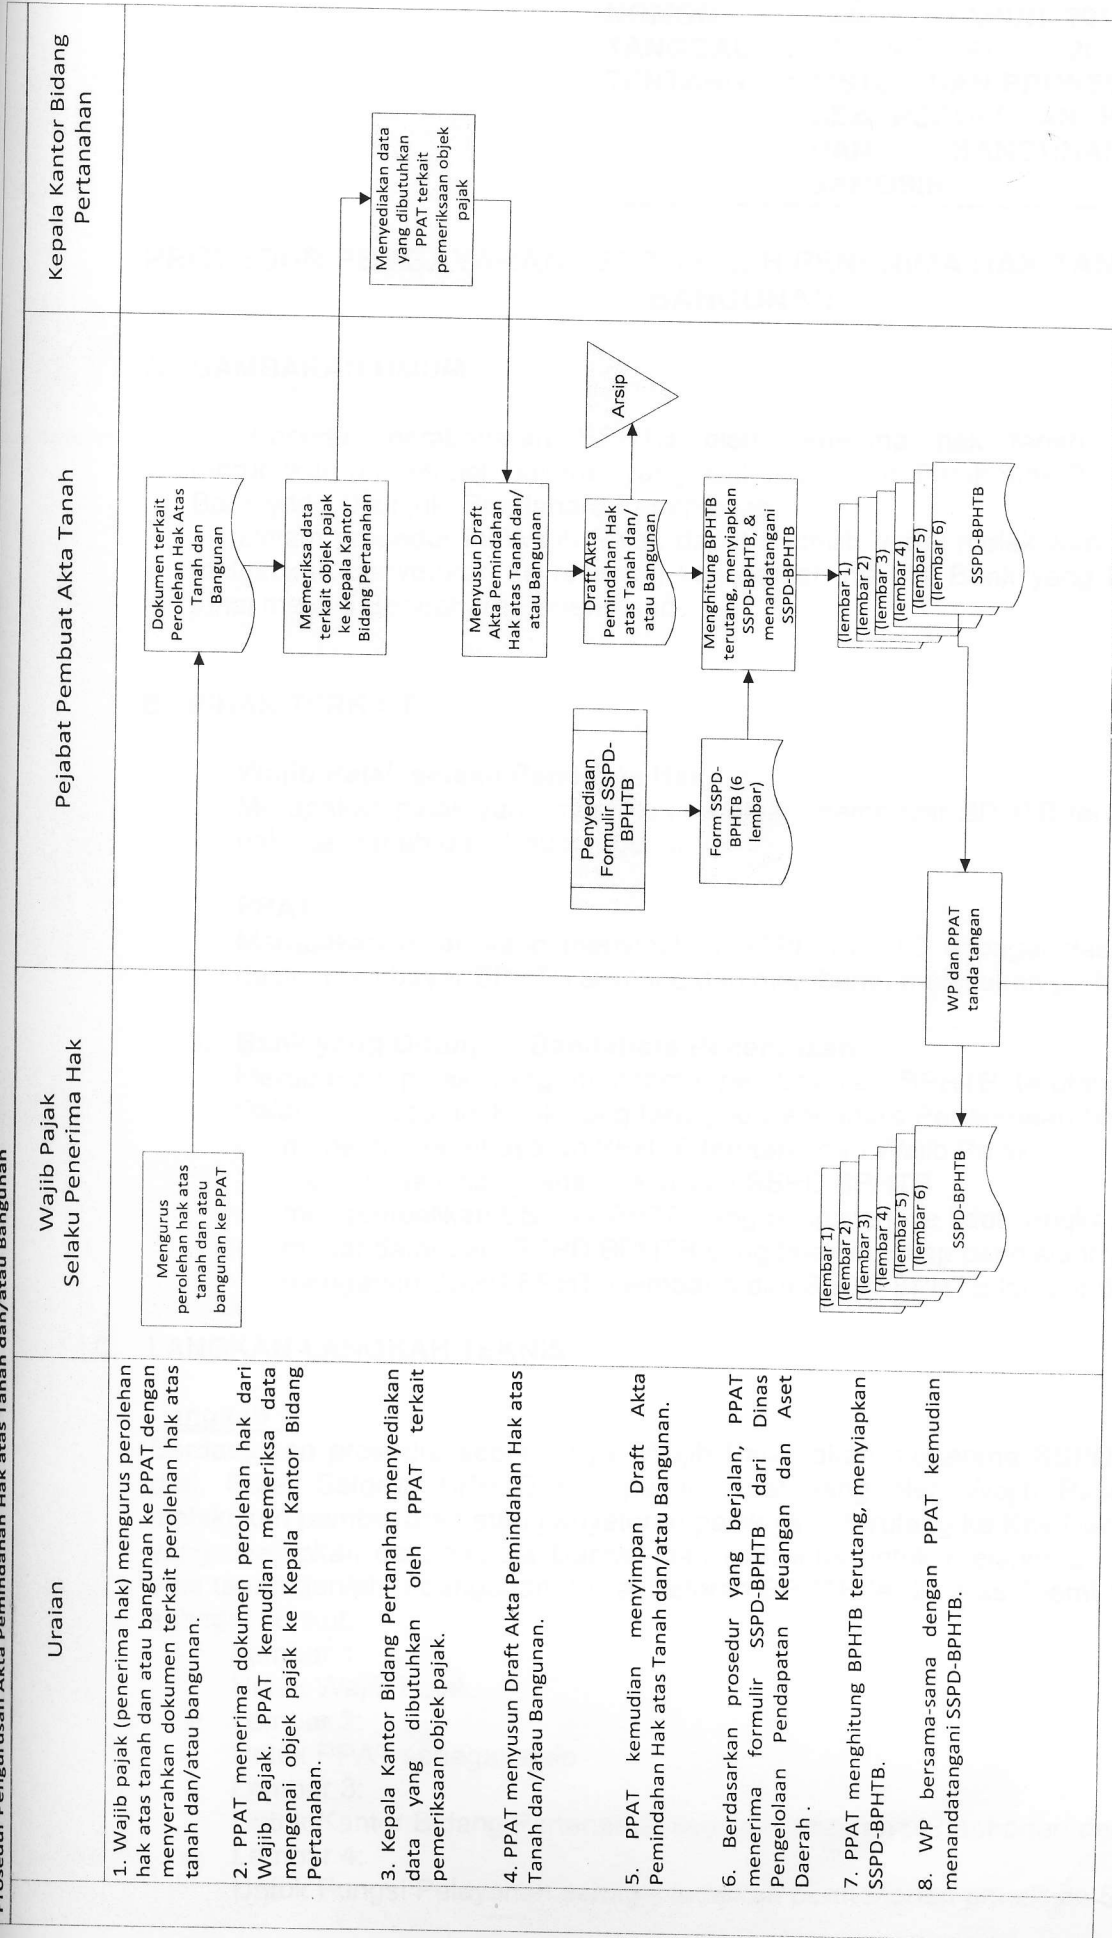 Prosedur Pengurusan Akta Pemindahan Hak atas Tanah dan/atau Bangunan
Uraian
Wajib Pajak
Selaku Penerima Hak
Pejabat Pembuat Akta Tanah
Kepala Kantor Bidang
Pertanahan
1. Wajib pajak (penerima hak) mengurus perolehan
hak atas tanah dan atau bangunan ke PPAT dengan
menyerahkan dokumen terkait perolehan hak atas
tanah dan/atau bangunan.
2. PPAT menerima dokumen perolehan hak dari
Wajib Pajak. PPAT kemudian memeriksa data
mengenai objek pajak ke Kepala Kantor Bidang
Pertanahan.
3. Kepala Kantor Bidang Pertanahan menyediakan
data yang dibutuhkan oleh PPAT terkait
pemeriksaan objek pajak.
4. PPAT menyusun Draft Akta Pemindahan Hak atas
Tanah dan/atau Bangunan.
5. PPAT kemudian menyimpan Draft Akta
Pemindahan Hak atas Tanah dan/atau Bangunan.
6. Berdasarkan prosedur yang berjalan, PPAT
menerima formulir SSPD-BPHTB dari Dinas
Pengelolaan Pendapatan Keuangan dan Aset
Daerah.
7. PPAT menghitung BPHTB terutang, menyiapkan
SSPD-BPHTB.
8. WP bersama-sama dengan PPAT kemudian
menandatangani SSPD-BPHTB.
Mengurus
perolehan hak atas
tanah dan atau
bangunan ke PPAT
Dokumen terkait
Perolehan Hak Atas
Tanah dan
Bangunan
Memeriksa data
terkait objek pajak
ke Kepala Kantor
Bidang Pertanahan
Menyediakan data
yang dibutuhkan
PPAT terkait
pemeriksaan objek
pajak
Menyusun Draft
Akta Pemindahan
Hak atas Tanah dan/
atau Bangunan
Draft Akta
Pemindahan Hak
atas Tanah dan/
atau Bangunan
Arsip
Penyediaan
Formulir SSPD-
BPHTB
Form SSPD-
BPHTB (6
lembar)
Menghitung BPHTB
terutang, menyiapkan
SSPD-BPHTB, &
menandatangani
SSPD-BPHTB
(lembar 1)
(lembar 2)
(lembar 3)
(lembar 4)
(lembar 5)
(lembar 6)
SSPD-BPHTB
WP dan PPAT
tanda tangan
(lembar 1)
(lembar 2)
(lembar 3)
(lembar 4)
(lembar 5)
(lembar 6)
SSPD-BPHTB